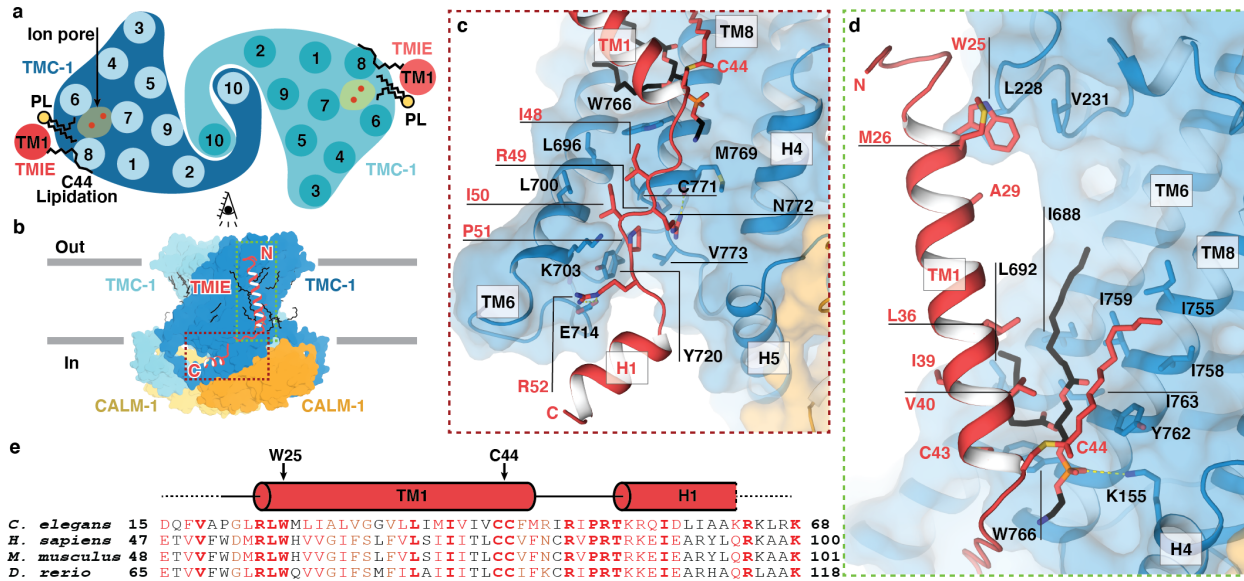 a
Ion pore
TMC-1
3
4
5
6
7
9
8
1
2
10
PL
TM1
TMIE
C44
Lipidation
2
1
8
TMIE
TM1
10
9
7
6
PL
5
10
4
3
TMC-1
b
Out
In
N
TMC-1
TMIE
TMC-1
C
CALM-1
CALM-1
c
TM1
TM8
C44
W766
I48
L696
M769
H4
R49
L700
C771
I50
N772
P51
V773
K703
TM6
E714
Y720
H5
H1
R52
C
d
W25
N
L228
V231
M26
TM6
A29
I688
TM8
TM1
L692
I759
I755
L36
I39
I758
V40
I763
Y762
C43
C44
K155
W766
H4
e
W25
C44
TM1
H1
C. elegans 15 DQFVAPGLRLWMLIALVGGVLLIMIVIVCCFMRIRIPRTKRQIDLIAAKRKLRK 68
H. sapiens 47 ETVVFWDMRLWHVVGIFSLFVLSIIITLCCVFNCRVPRTRKEIEARYLQRKAAK 100
M. musculus 48 ETVVFWDMRLWHVVGIFSLFVLSIIITLCCVFNCRVPRTRKEIEARYLQRKAAK 101
D. rerio 65 ETVVFWGMRLWQVVGIFSMFILAIIITLCCIFNCRIPRTKKEIEARHAQRLAAK 118